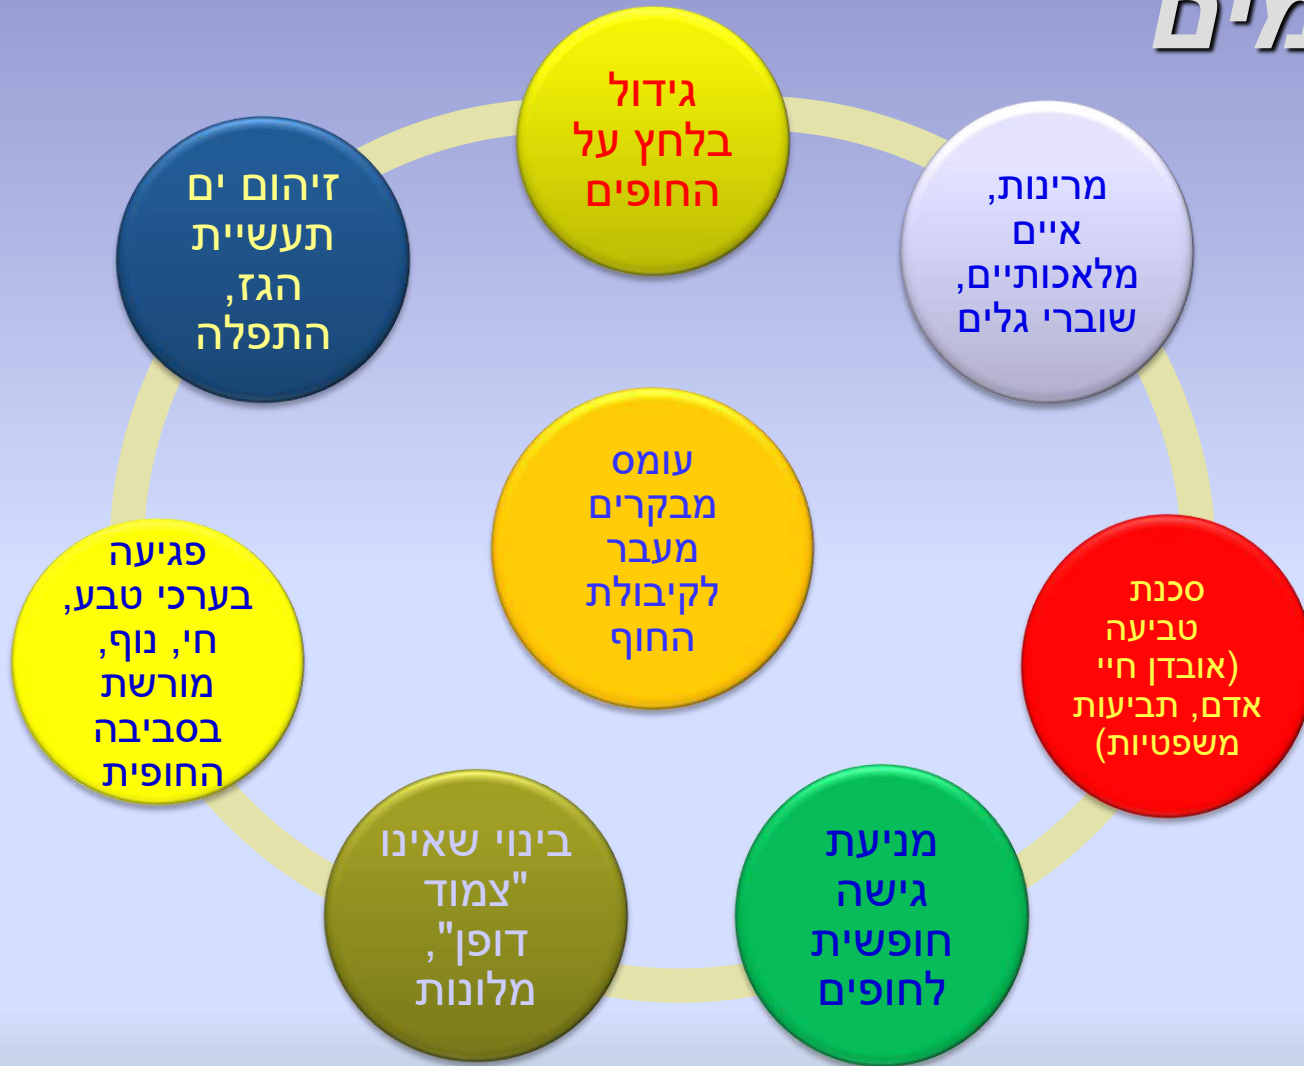 גידול
בלחץ על
החופים
מרינות,
איים
מלאכותיים,
שוברי גלים
סכנת
טביעה
(אובדן חיי
אדם, תביעות
משפטיות)
מניעת
גישה
חופשית
לחופים
בינוי שאינו
"צמוד
דופן",
מלונות
פגיעה
בערכי טבע,
חי, נוף,
מורשת
בסביבה
החופית
זיהום ים
תעשיית
הגז,
התפלה
עומס
מבקרים
מעבר
לקיבולת
החוף